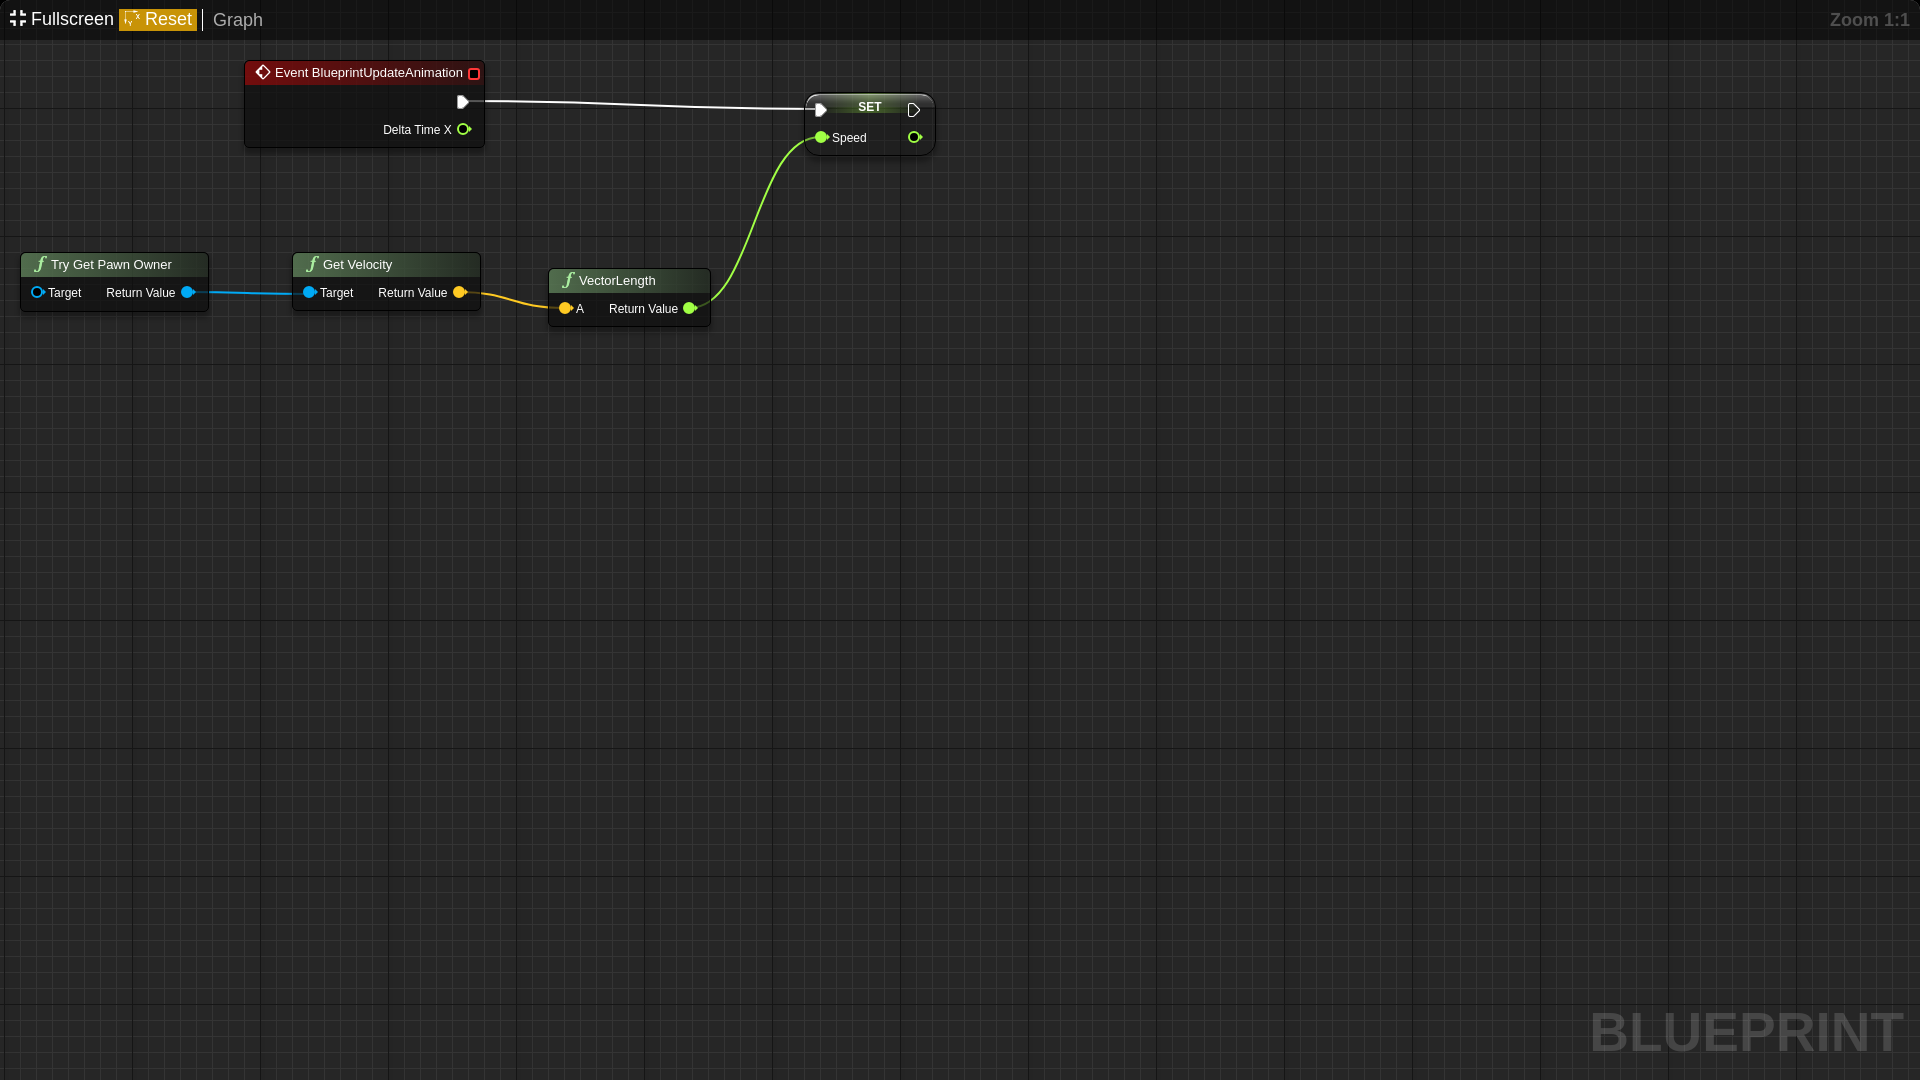 Fullscreen Reset Graph Zoom 1:1
Event BlueprintUpdateAnimation
Delta Time X
SET
Speed
Try Get Pawn Owner
Target Return Value
Get Velocity
Target Return Value
VectorLength
A Return Value
BLUEPRINT